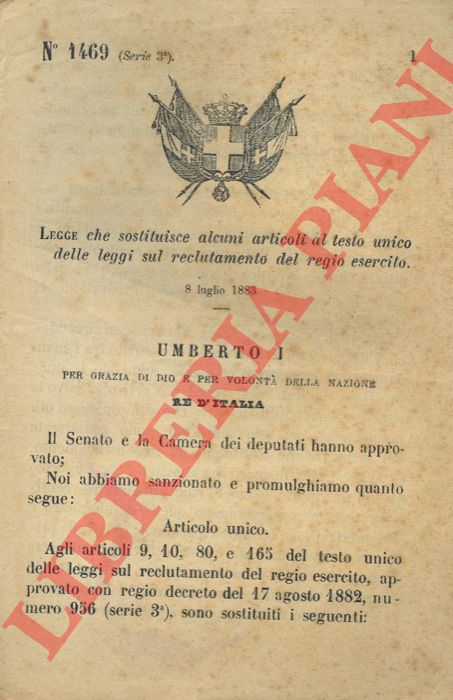 N° 1469 (Serie 3ª). 1
LEGGE che sostituisce alcuni articoli al testo unico
delle leggi sul reclutamento del regio esercito.
8 luglio 1883
UMBERTO I
PER GRAZIA DI DIO E PER VOLONTÀ DELLA NAZIONE
RE D'ITALIA
Il Senato e la Camera dei deputati hanno appro-
vato;
Noi abbiamo sanzionato e promulghiamo quanto
segue:
Articolo unico.
Agli articoli 9, 10, 80, e 165 del testo unico
delle leggi sul reclutamento del regio esercito, ap-
provato con regio decreto del 17 agosto 1882, nu-
mero 956 (serie 3ª), sono sostituiti i seguenti:
LIBRERIA PIANI